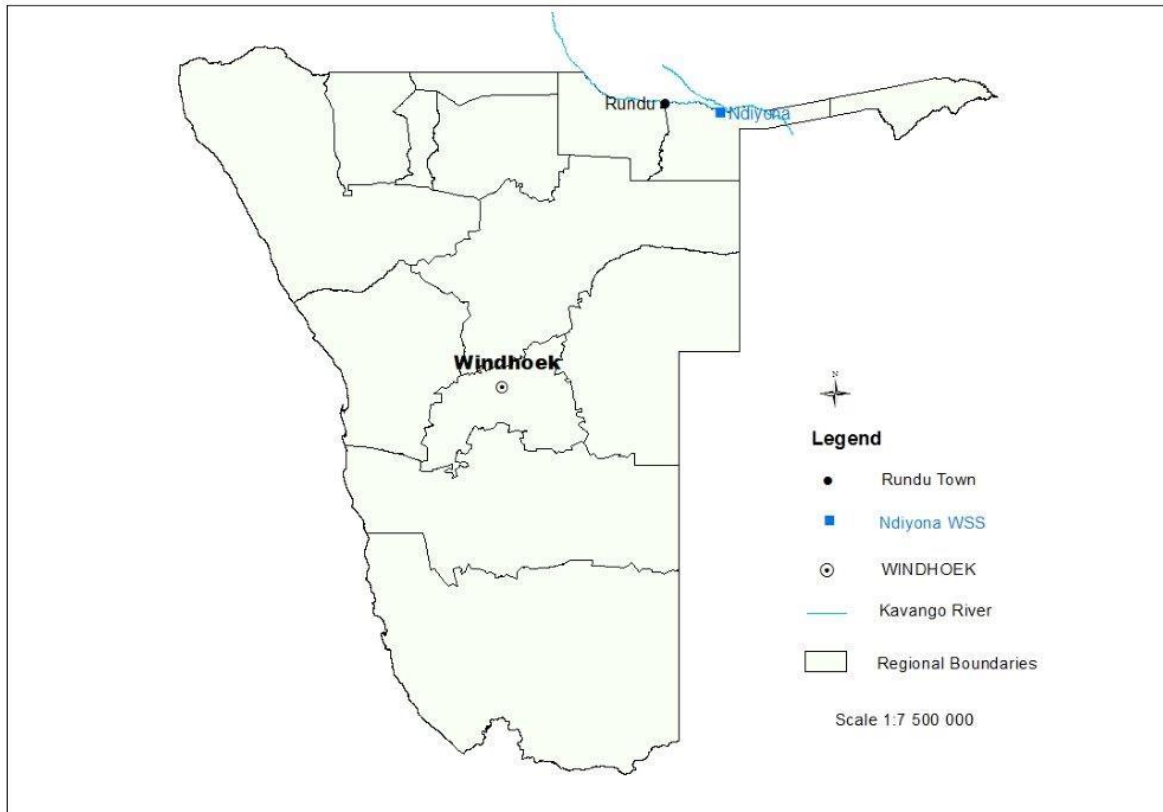 Rundu
Ndiyona
Windhoek
N
Legend
Rundu Town
Ndiyona WSS
WINDHOEK
Kavango River
Regional Boundaries
Scale 1:7 500 000